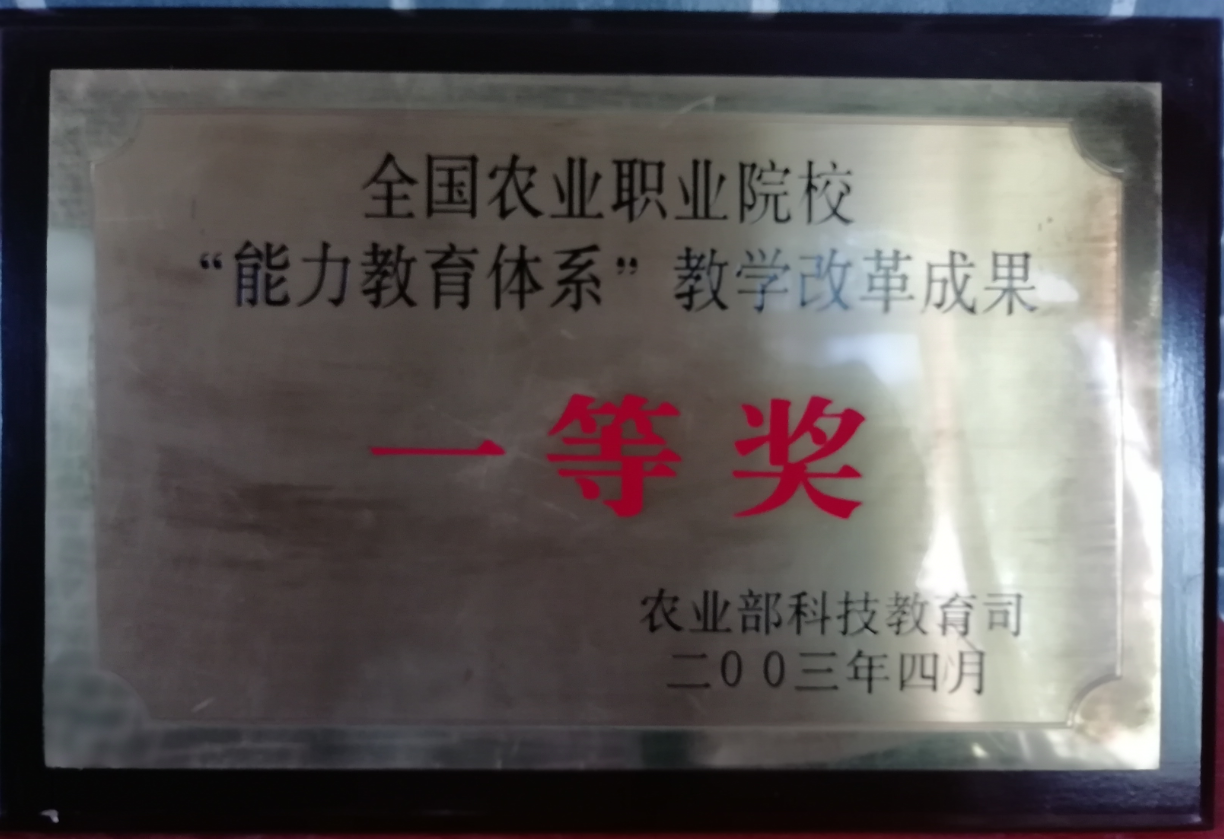 全国农业职业院校
“能力教育体系”教学改革成果
一等奖
农业部科技教育司
二00三年四月